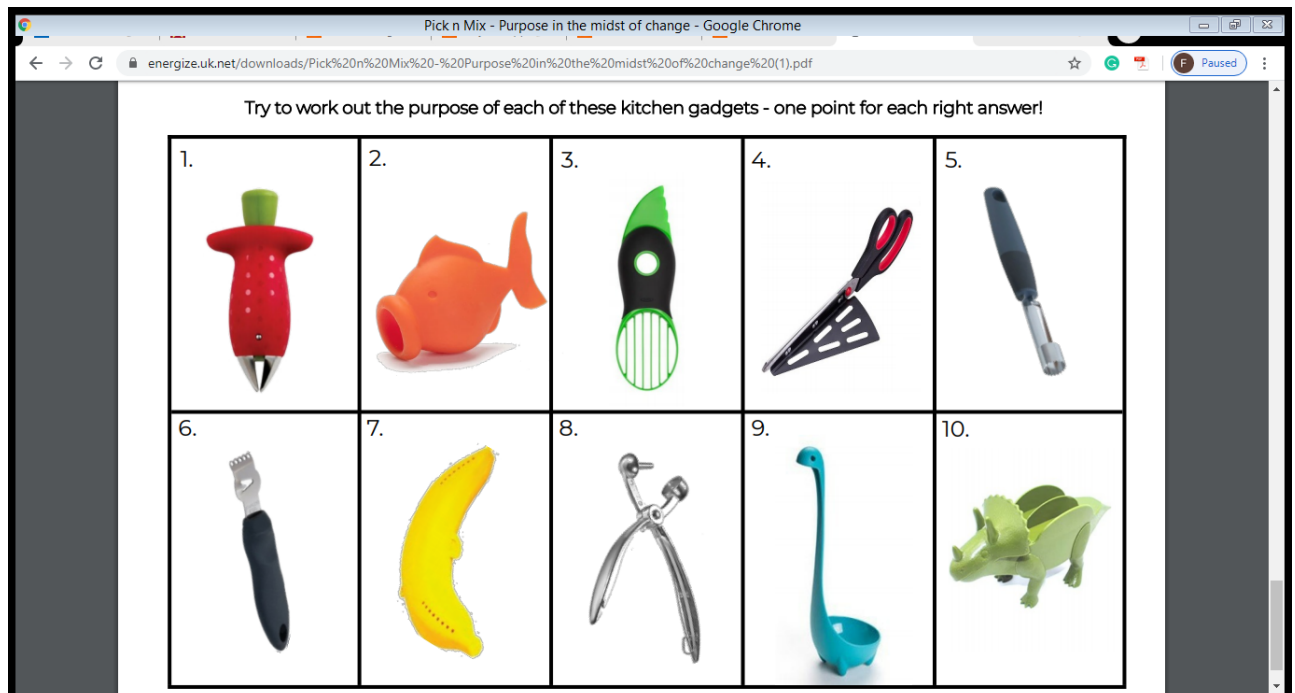 Pick n Mix - Purpose in the midst of change - Google Chrome
energize.uk.net/downloads/Pick%20n%20Mix%20-%20Purpose%20in%20the%20midst%20of%20change%20(1).pdf
F Paused
Try to work out the purpose of each of these kitchen gadgets - one point for each right answer!
1. 2. 3. 4. 5.
6. 7. 8. 9. 10.